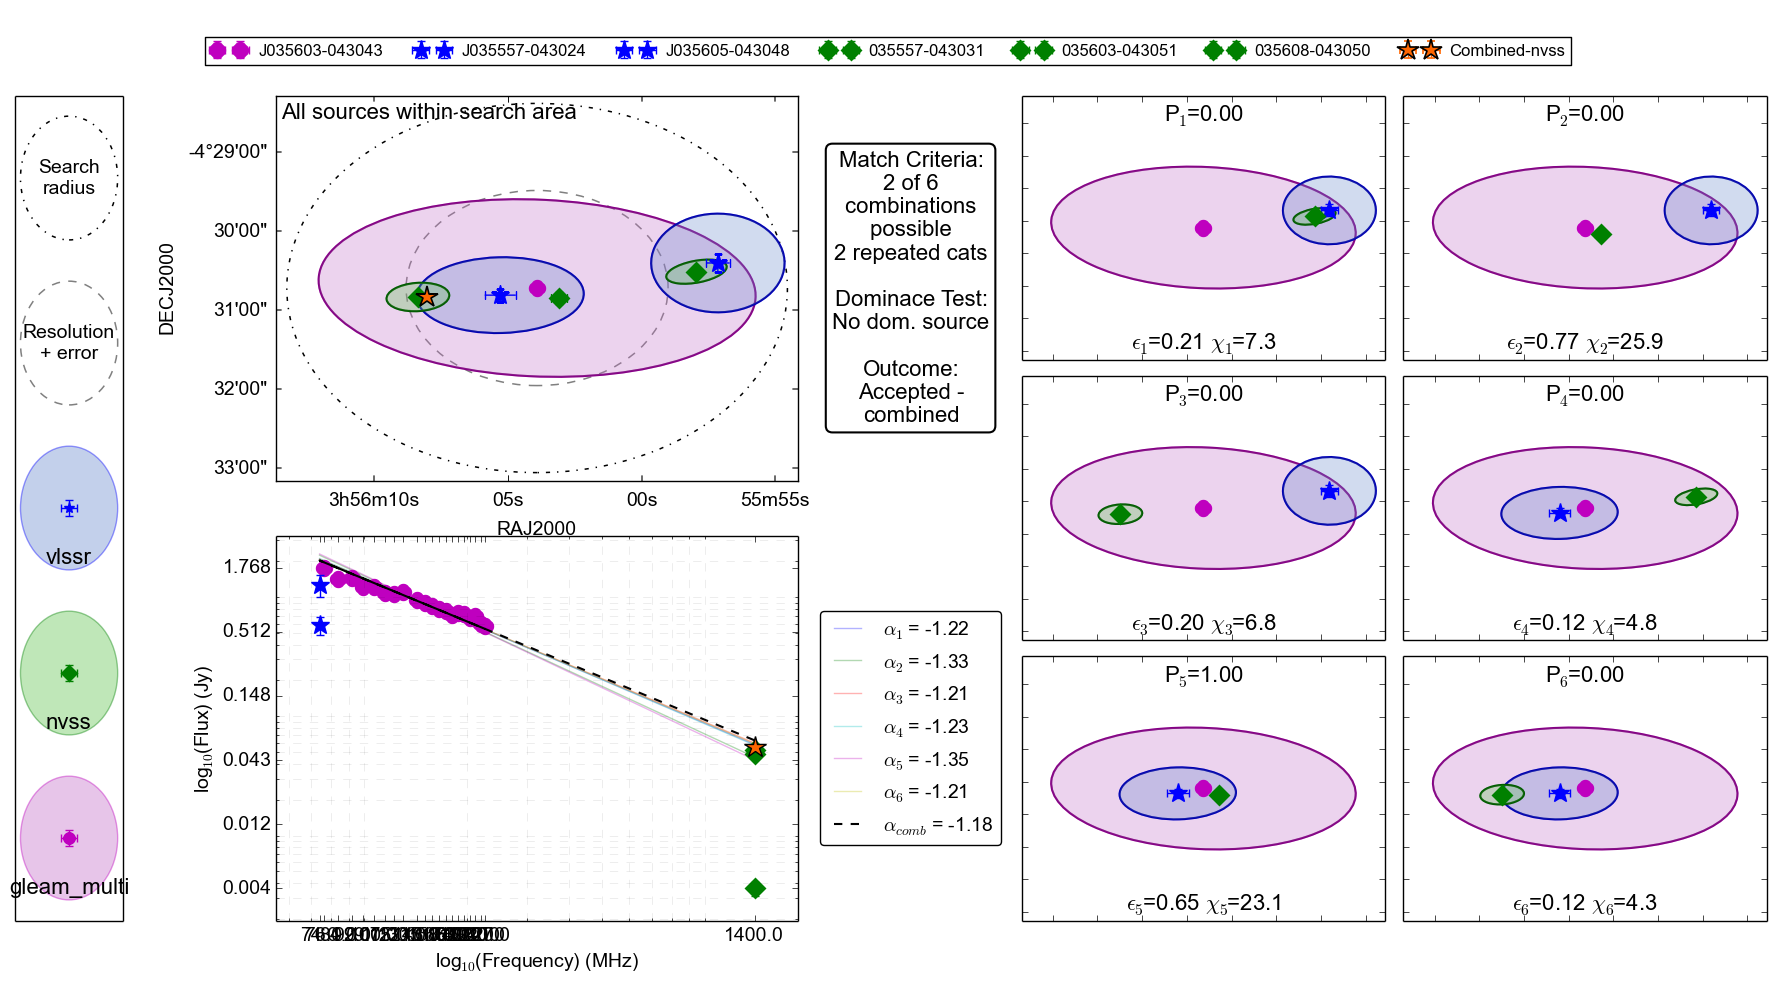 J035603-043043 J035557-043024 J035605-043048 035557-043031 035603-043051 035608-043050 Combined-nvss
Search
radius
Resolution
+ error
vlssr
nvss
gleam_multi
All sources within search area
-4°29'00"
30'00"
31'00"
32'00"
33'00"
DECJ2000
3h56m10s 05s 00s 55m55s
RAJ2000
Match Criteria:
2 of 6
combinations
possible
2 repeated cats
Dominace Test:
No dom. source
Outcome:
Accepted -
combined
1.768
0.512
0.148
0.043
0.012
0.004
log10(Flux) (Jy)
1400.0
log10(Frequency) (MHz)
α1 = -1.22
α2 = -1.33
α3 = -1.21
α4 = -1.23
α5 = -1.35
α6 = -1.21
αcomb = -1.18
P1=0.00
ϵ1=0.21 χ1=7.3
P2=0.00
ϵ2=0.77 χ2=25.9
P3=0.00
ϵ3=0.20 χ3=6.8
P4=0.00
ϵ4=0.12 χ4=4.8
P5=1.00
ϵ5=0.65 χ5=23.1
P6=0.00
ϵ6=0.12 χ6=4.3